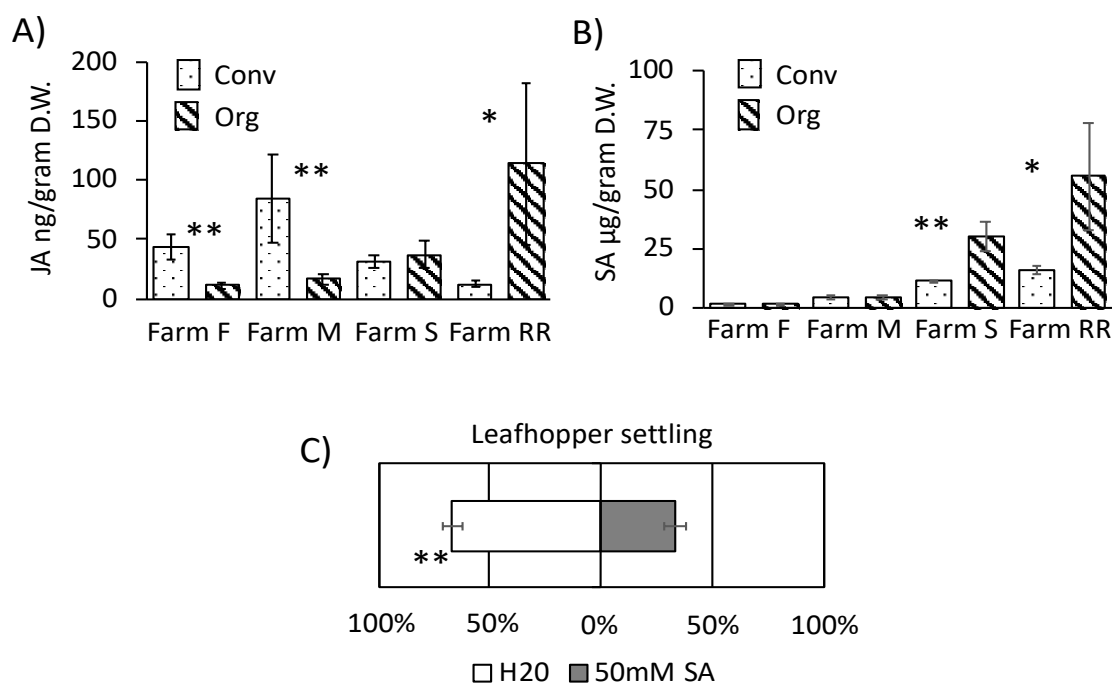 A)
JA ng/gram D.W.
200
150
100
50
0
Conv
Org
**
**
*
Farm F Farm M Farm S Farm RR
B)
SA µg/gram D.W.
100
75
50
25
0
Conv
Org
**
*
Farm F Farm M Farm S Farm RR
C)
Leafhopper settling
**
100% 50% 0% 50% 100%
H20 50mM SA